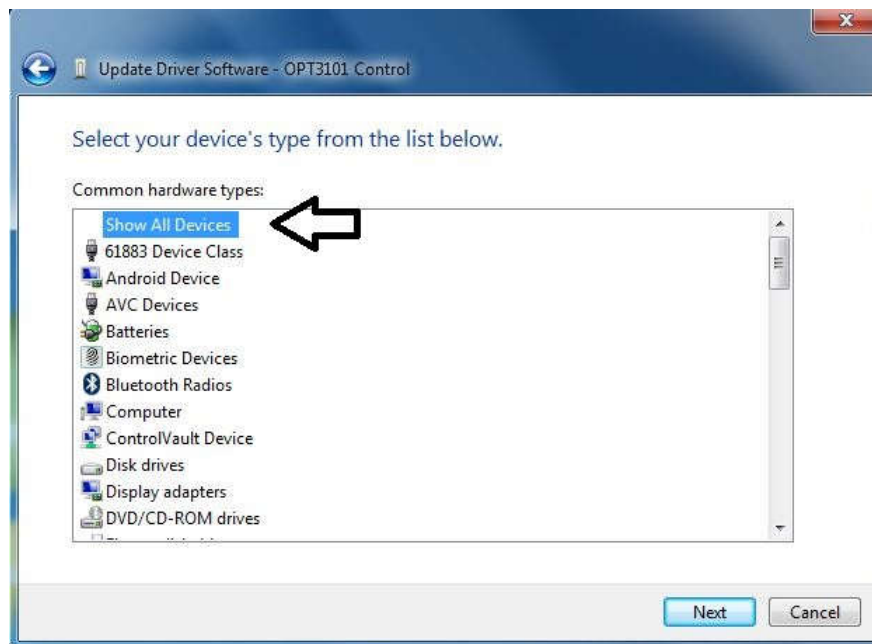 Update Driver Software - OPT3101 Control
Select your device's type from the list below.
Common hardware types:
Show All Devices
61883 Device Class
Android Device
AVC Devices
Batteries
Biometric Devices
Bluetooth Radios
Computer
ControlVault Device
Disk drives
Display adapters
DVD/CD-ROM drives
Next Cancel